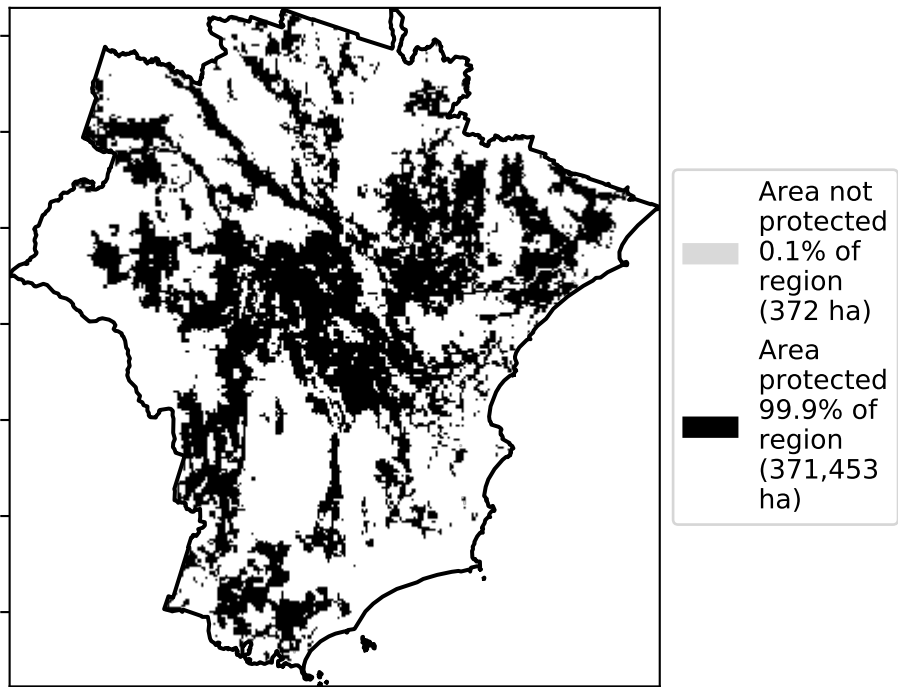 Area not
protected
0.1% of
region
(372 ha)
Area
protected
99.9% of
region
(371,453
ha)